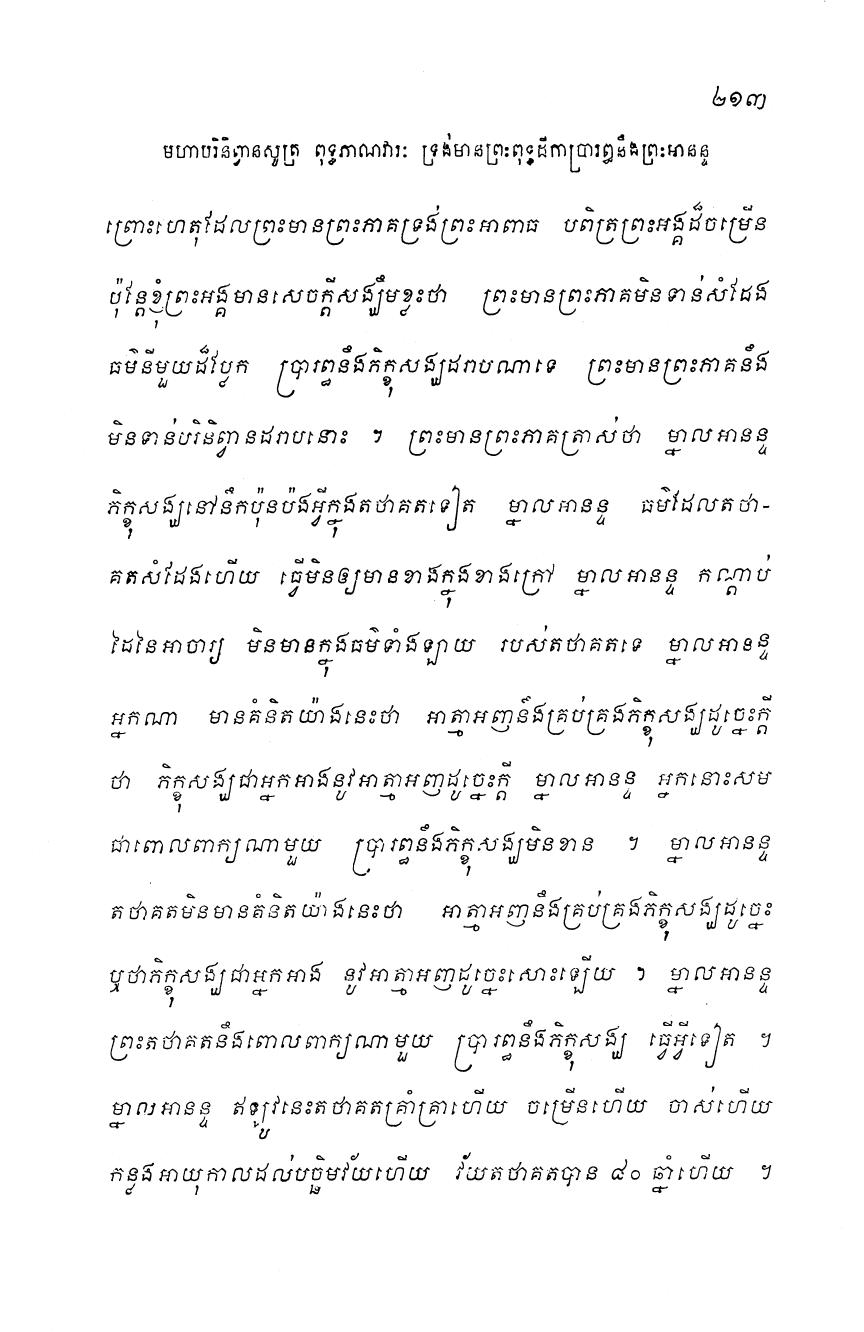 ២១៣
មហាបរិនិព្វានសូត្រ ពុទ្ធភាណវារៈ ទ្រង់មានព្រះពុទ្ធដីកាប្រារព្ធនឹងព្រះអានន្ទ
ព្រោះហេតុដែលព្រះមានព្រះភាគទ្រង់ព្រះអាពាធ បពិត្រព្រះអង្គដ៏ចម្រើន
ប៉ុន្តែខ្ញុំព្រះអង្គមានសេចក្តីសង្ឃឹមខ្លះថា ព្រះមានព្រះភាគមិនទាន់សំដែង
ធម៌នីមួយដ៏ប្លែក ប្រារព្ធនឹងភិក្ខុសង្ឃដរាបណាទេ ព្រះមានព្រះភាគនឹង
មិនទាន់បរិនិព្វានដរាបនោះ ។ ព្រះមានព្រះភាគត្រាស់ថា ម្នាលអានន្ទ
ភិក្ខុសង្ឃនៅនឹកប៉ុនប៉ងអ្វីក្នុងតថាគតទៀត ម្នាលអានន្ទ ធម៌ដែលតថា-
គតសំដែងហើយ ធ្វើមិនឲ្យមានខាងក្នុងខាងក្រៅ ម្នាលអានន្ទ កណ្តាប់
ដៃនៃអាចារ្យ មិនមានក្នុងធម៌ទាំងឡាយ របស់តថាគតទេ ម្នាលអានន្ទ
អ្នកណា មានគំនិតយ៉ាងនេះថា អាត្មាអញនឹងគ្រប់គ្រងភិក្ខុសង្ឃដូច្នេះក្តី
ថា ភិក្ខុសង្ឃជាអ្នកអាងនូវអាត្មាអញដូច្នេះក្តី ម្នាលអានន្ទ អ្នកនោះសម
ជាពោលពាក្យណាមួយ ប្រារព្ធនឹងភិក្ខុសង្ឃមិនខាន ។ ម្នាលអានន្ទ
តថាគតមិនមានគំនិតយ៉ាងនេះថា អាត្មាអញនឹងគ្រប់គ្រងភិក្ខុសង្ឃដូច្នេះ
ឬថាភិក្ខុសង្ឃជាអ្នកអាង នូវអាត្មាអញដូច្នេះសោះឡើយ ។ ម្នាលអានន្ទ
ព្រះតថាគតនឹងពោលពាក្យណាមួយ ប្រារព្ធនឹងភិក្ខុសង្ឃ ធ្វើអ្វីទៀត ។
ម្នាលអានន្ទ ឥឡូវនេះតថាគតគ្រាំគ្រាហើយ ចម្រើនហើយ ចាស់ហើយ
កន្លងអាយុកាលដល់បច្ឆិមវ័យហើយ វ័យតថាគតបាន ៨០ ឆ្នាំហើយ ។